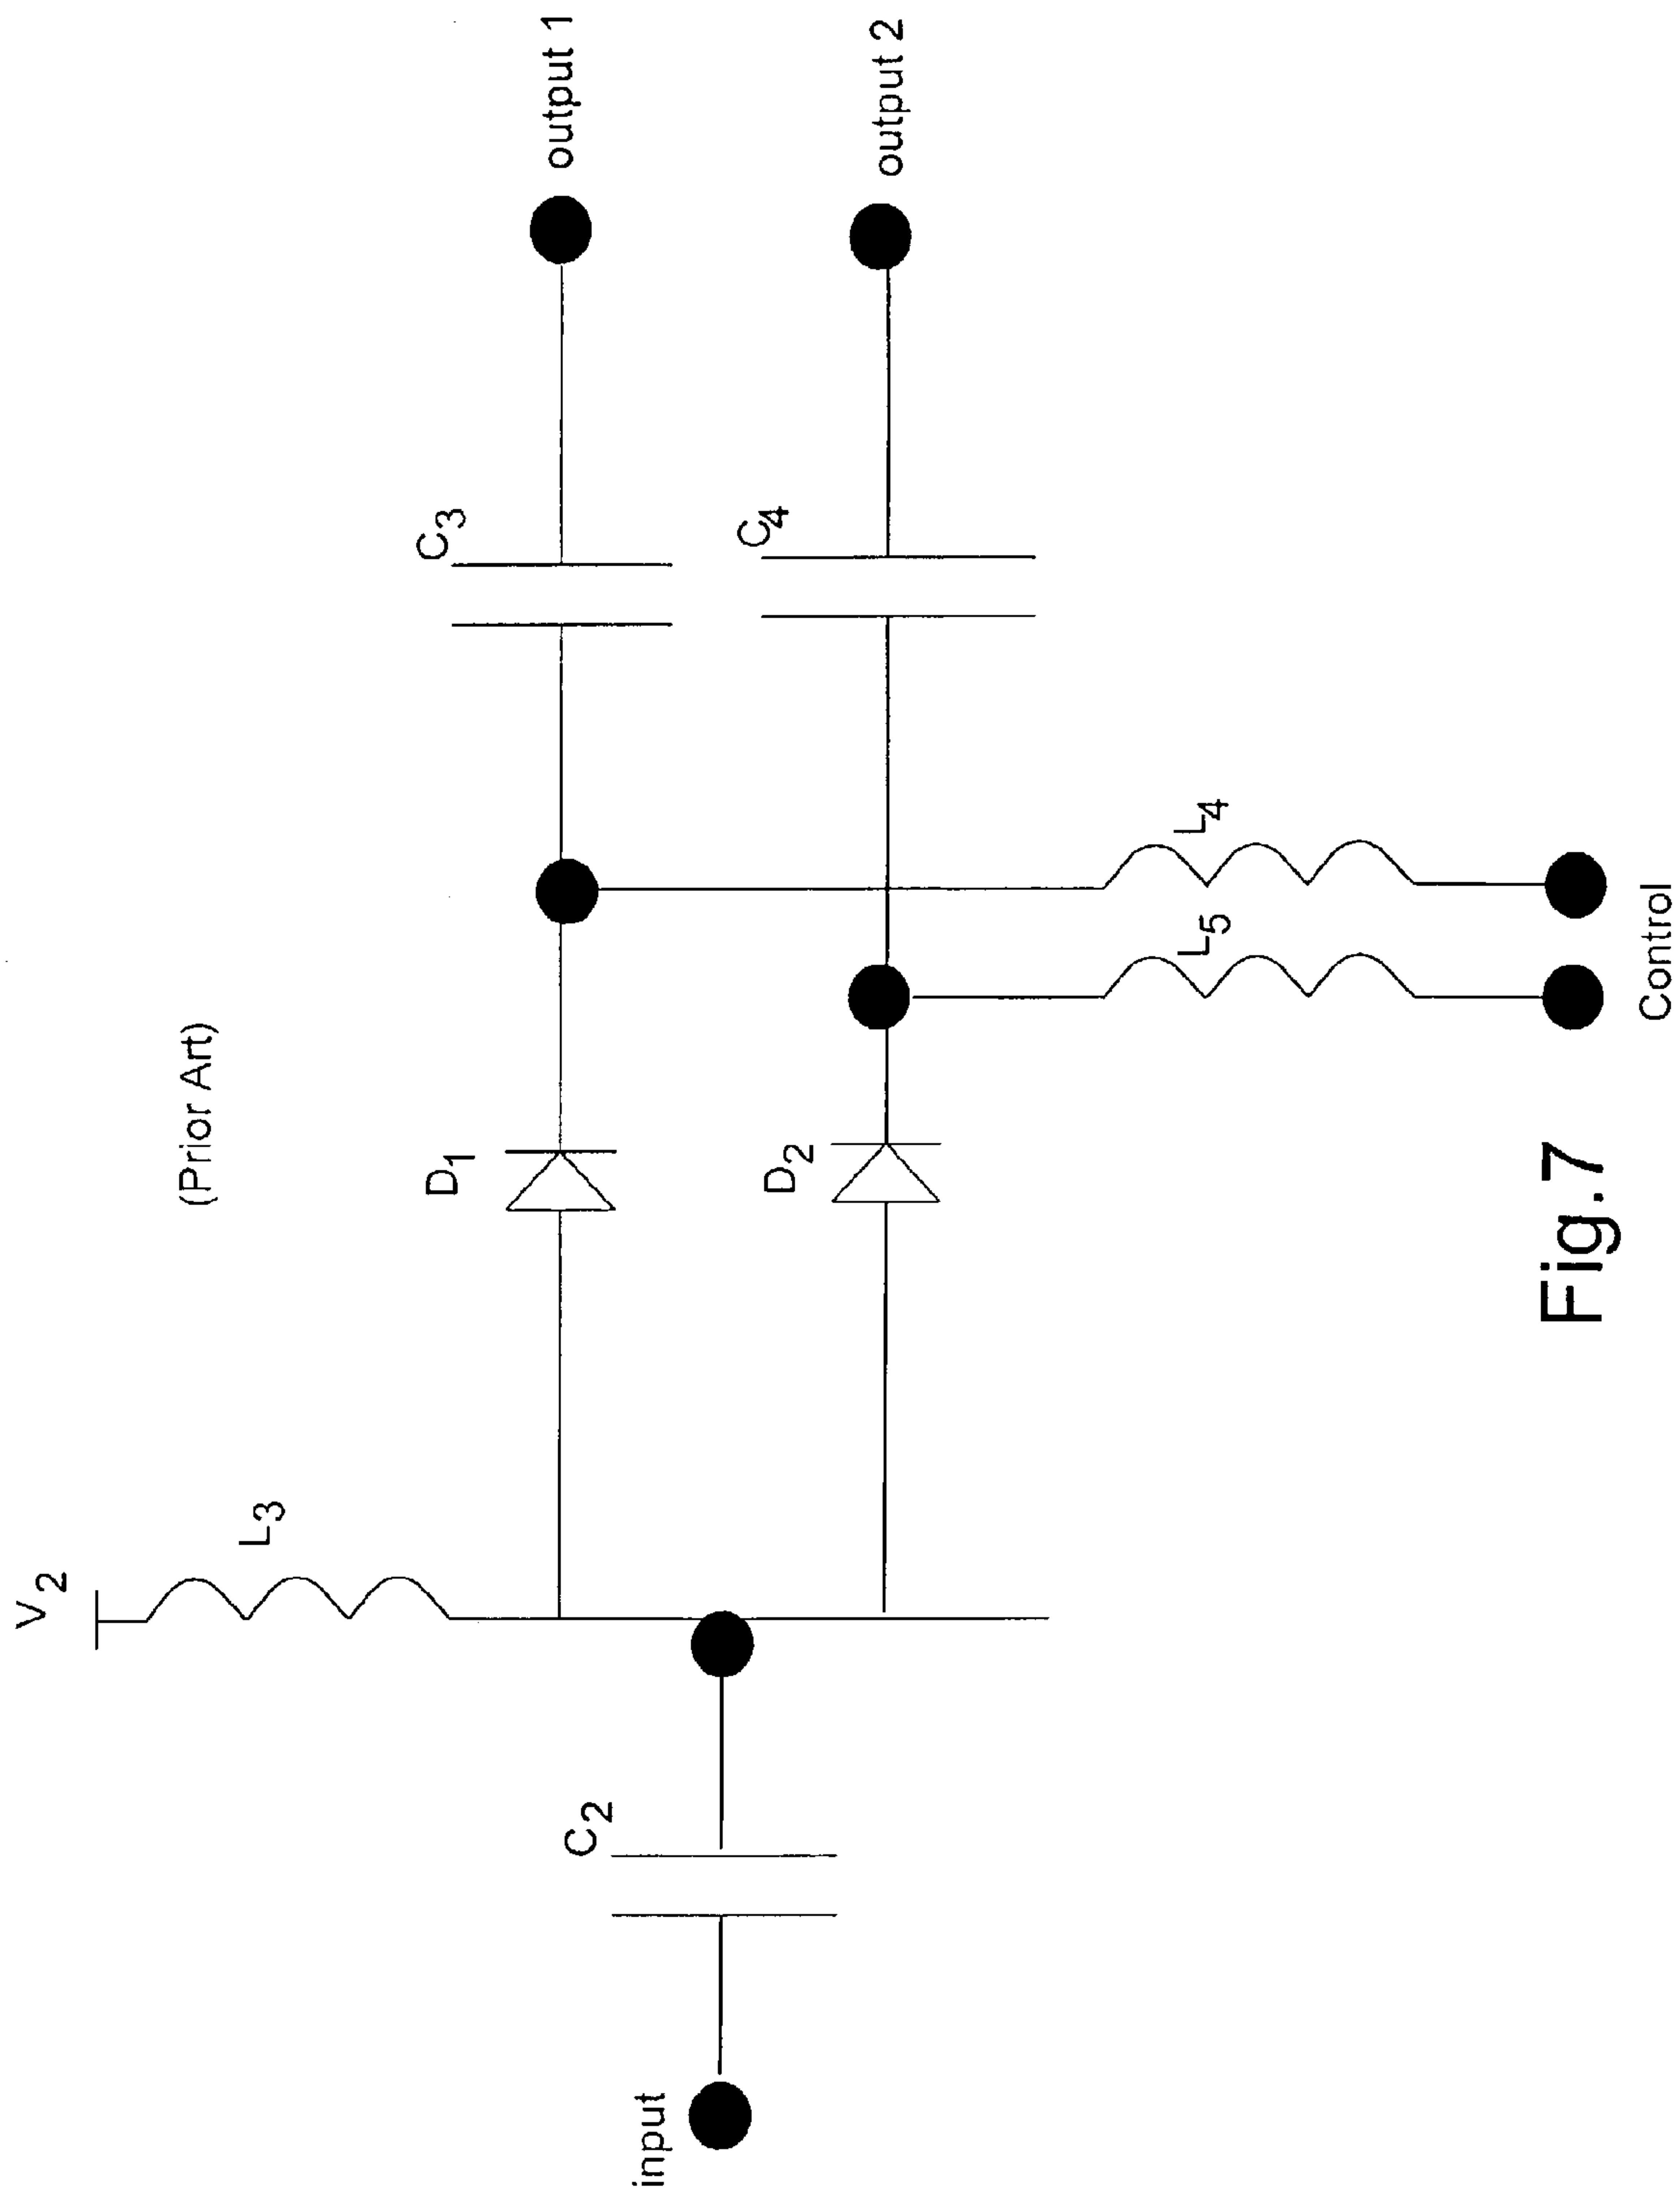 (Prior Art)
V2
L3
input
C2
D1
D2
C3
C4
output 1
output 2
L5
L4
Control
Fig.7